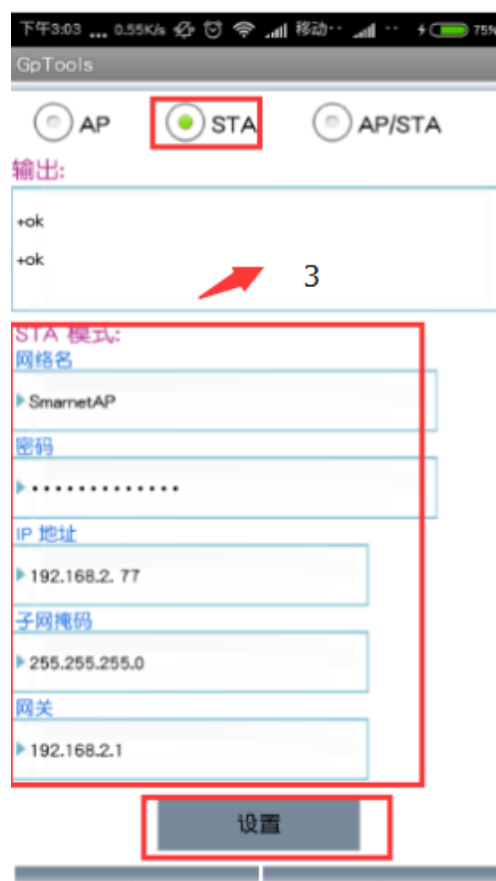 下午3:03 ... 0.55K/s 移动·· ·· 75%
GpTools
AP STA AP/STA
输出:
+ok
+ok
3
STA 模式:
网络名
SmarnetAP
密码
•••••••••••••
IP 地址
192.168.2. 77
子网掩码
255.255.255.0
网关
192.168.2.1
设置